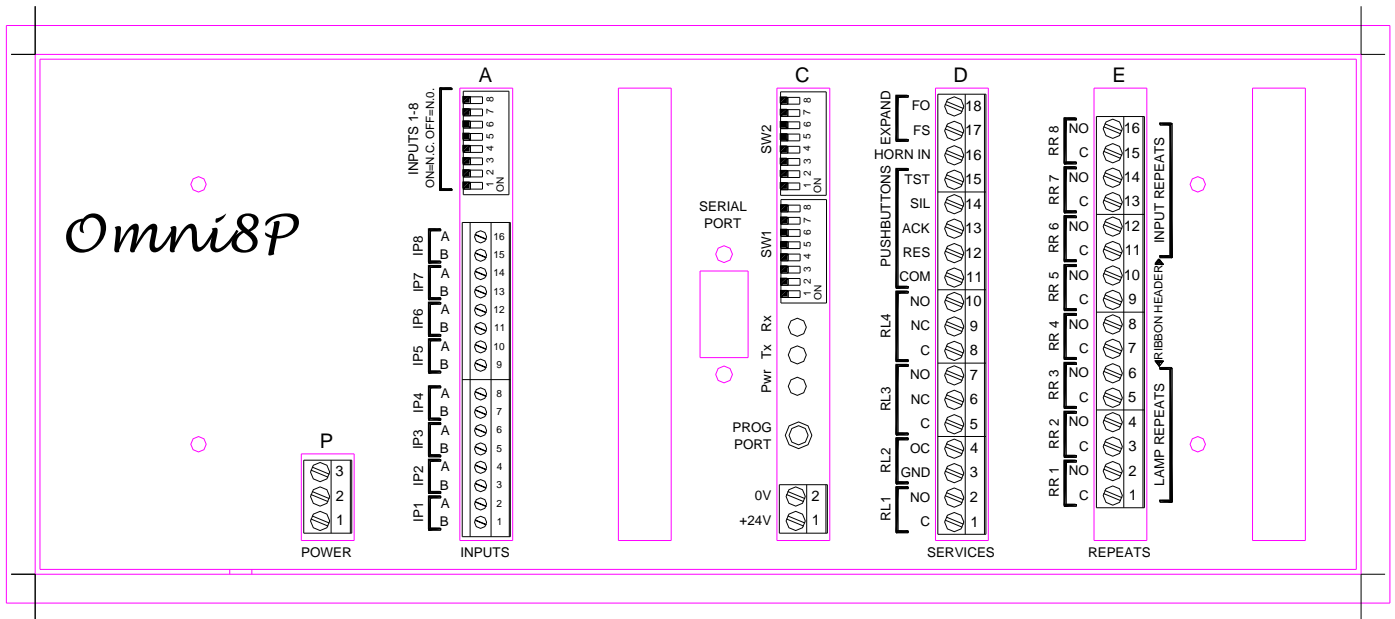 Omni8P
P
3
2
1
POWER
A
INPUTS 1-8
ON=N.C. OFF=N.O.
8
7
6
5
4
3
2
1
ON
IP8 A 16
B 15
IP7 A 14
B 13
IP6 A 12
B 11
IP5 A 10
B 9
IP4 A 8
B 7
IP3 A 6
B 5
IP2 A 4
B 3
IP1 A 2
B 1
INPUTS
SERIAL
PORT
C
SW2
8
7
6
5
4
3
2
1
ON
SW1
8
7
6
5
4
3
2
1
ON
Rx
Tx
Pwr
PROG
PORT
0V 2
+24V 1
D
EXPAND
FO 18
FS 17
HORN IN 16
PUSHBUTTONS
TST 15
SIL 14
ACK 13
RES 12
COM 11
RL4
NO 10
NC 9
C 8
RL3
NO 7
NC 6
C 5
RL2
OC 4
GND 3
RL1
NO 2
C 1
SERVICES
E
RR 8 NO 16
C 15
RR 7 NO 14
C 13
RR 6 NO 12
C 11
RR 5 NO 10
C 9
RR 4 NO 8
C 7
RR 3 NO 6
C 5
RR 2 NO 4
C 3
RR 1 NO 2
C 1
REPEATS
INPUT REPEATS
RIBBON HEADER
LAMP REPEATS